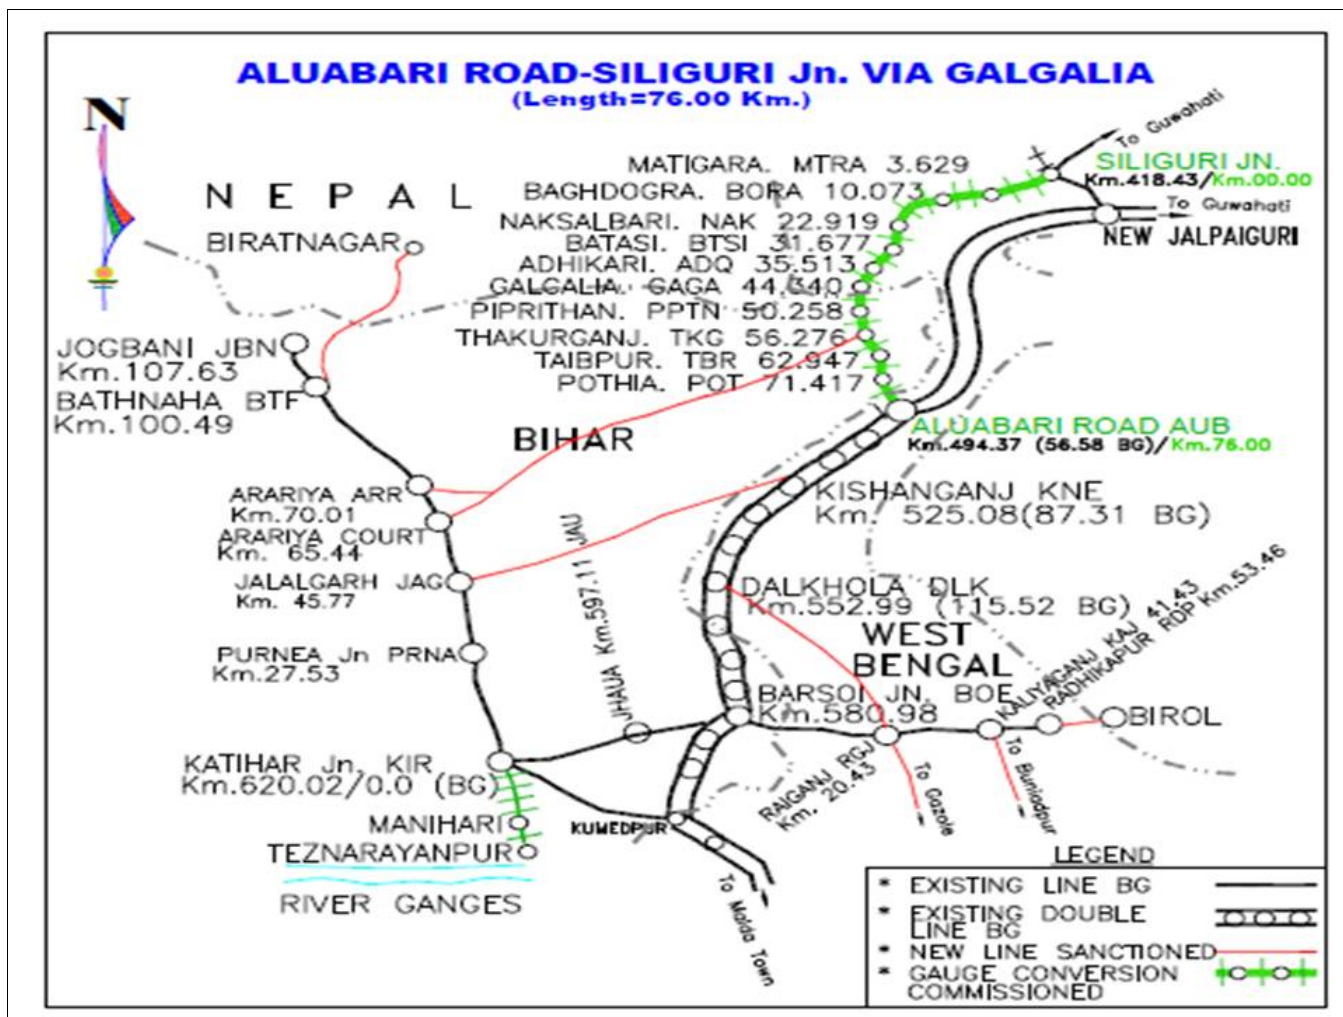 ALUABARI ROAD-SILIGURI Jn. VIA GALGALIA
(Length=76.00 Km.)
N
To Guwahati
SILIGURI JN.
Km.418.43/Km.00.00
To Guwahati
NEW JALPAIGURI
MATIGARA. MTRA 3.629
BAGHDOGRA. BORA 10.073
NAKSALBARI. NAK 22.919
BATASI. BTSI 31.677
ADHIKARI. ADQ 35.513
GALGALIA. GAGA 44.340
PIPRITHAN. PPTN 50.258
THAKURGANJ. TKG 56.276
TAIBPUR. TBR 62.947
POTHIA. POT 71.417
NEPAL
BIRATNAGAR
JOGBANI JBN
Km.107.63
BATHNAHA BTF
Km.100.49
BIHAR
ALUABARI ROAD AUB
Km.494.37 (56.58 BG)/Km.76.00
ARARIYA ARR
Km.70.01
ARARIYA COURT
Km. 65.44
JALALGARH JAG
Km. 45.77
PURNEA Jn PRNA
Km.27.53
KISHANGANJ KNE
Km. 525.08(87.31 BG)
JHAUA Km.597.11 JAU
DALKHOLA DLK
Km.552.99 (115.52 BG)
WEST
BENGAL
BARSOI JN. BOE
Km.580.98
KALIYAGANJ KAJ 41.43
RADHIKAPUR RDP Km.53.46
BIROL
KATIHAR Jn. KIR
Km.620.02/0.0 (BG)
MANIHARI
TEZNARAYANPUR
RIVER GANGES
KUMEDPUR
RAIGANJ RGJ
Km. 20.43
To Gazole
To Buniadpur
To Malda Town
LEGEND
* EXISTING LINE BG
* EXISTING DOUBLE
LINE BG
* NEW LINE SANCTIONED
* GAUGE CONVERSION
COMMISSIONED